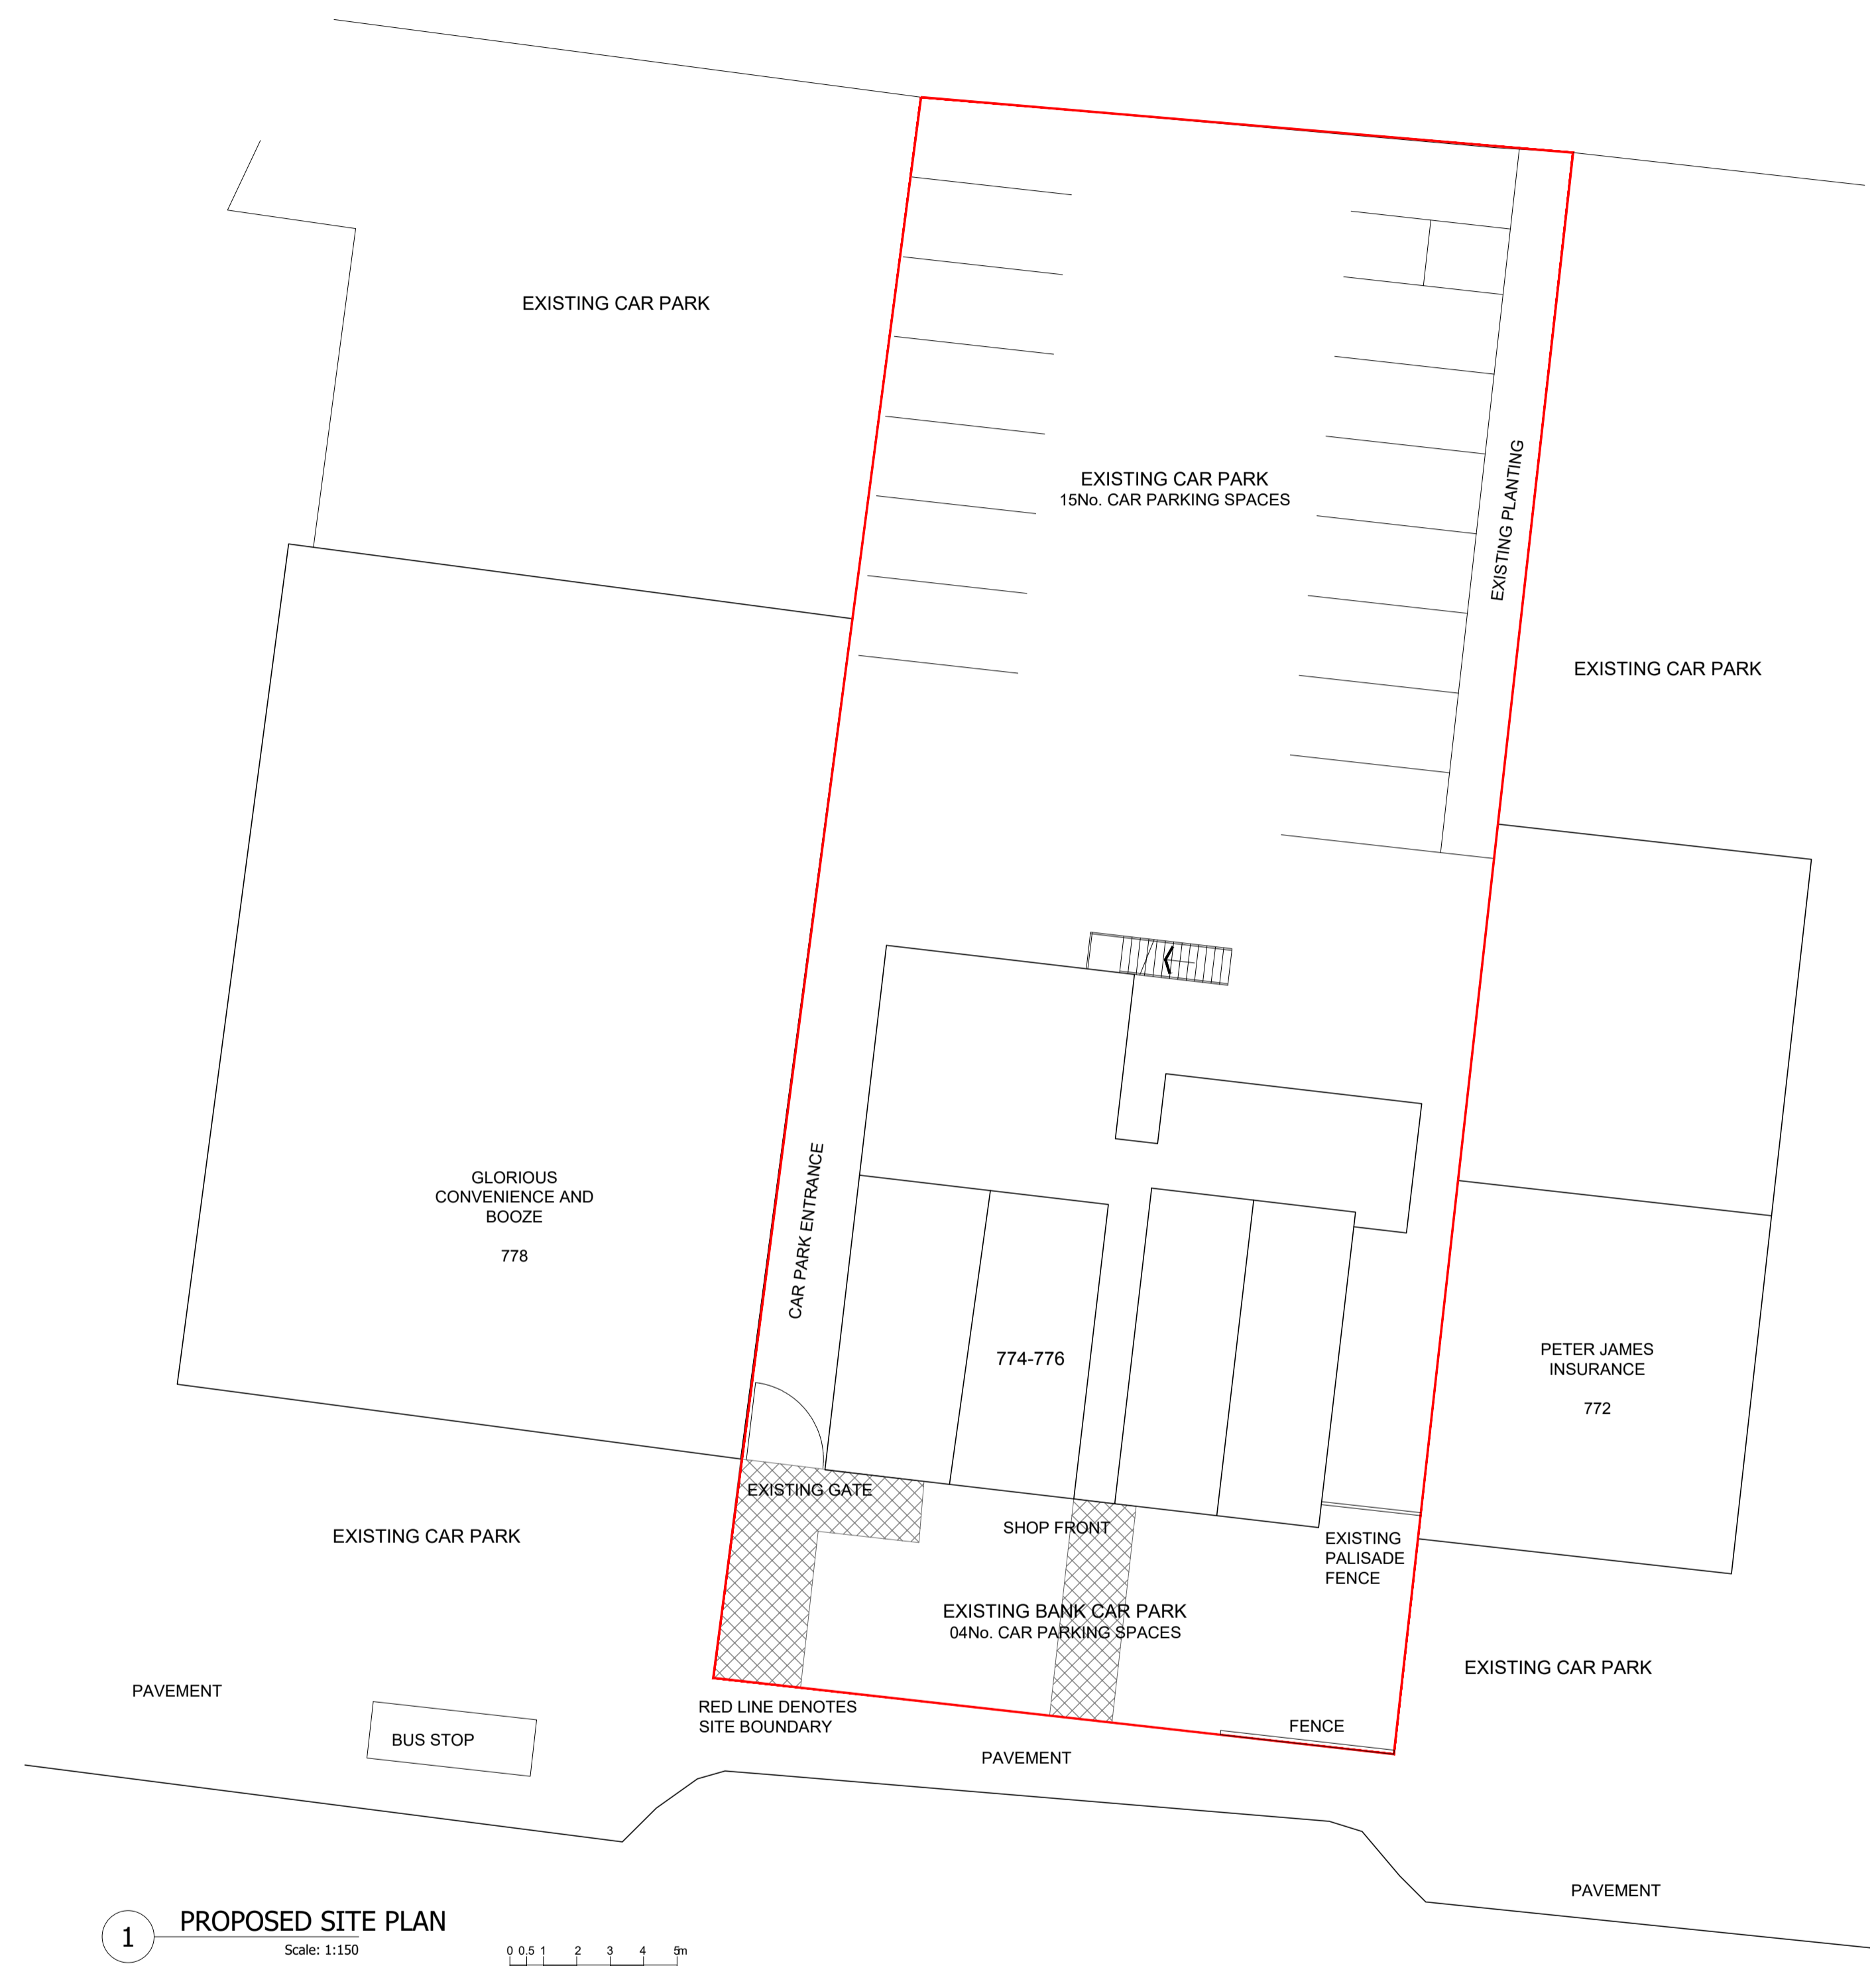 EXISTING CAR PARK
EXISTING CAR PARK
15No. CAR PARKING SPACES
EXISTING PLANTING
EXISTING CAR PARK
GLORIOUS
CONVENIENCE AND
BOOZE
778
CAR PARK ENTRANCE
774-776
PETER JAMES
INSURANCE
772
EXISTING GATE
SHOP FRONT
EXISTING CAR PARK
EXISTING
PALISADE
FENCE
EXISTING BANK CAR PARK
04No. CAR PARKING SPACES
EXISTING CAR PARK
PAVEMENT
RED LINE DENOTES
SITE BOUNDARY
FENCE
BUS STOP
PAVEMENT
PAVEMENT
1
PROPOSED SITE PLAN
Scale: 1:150
0 0.5 1 2 3 4 5m